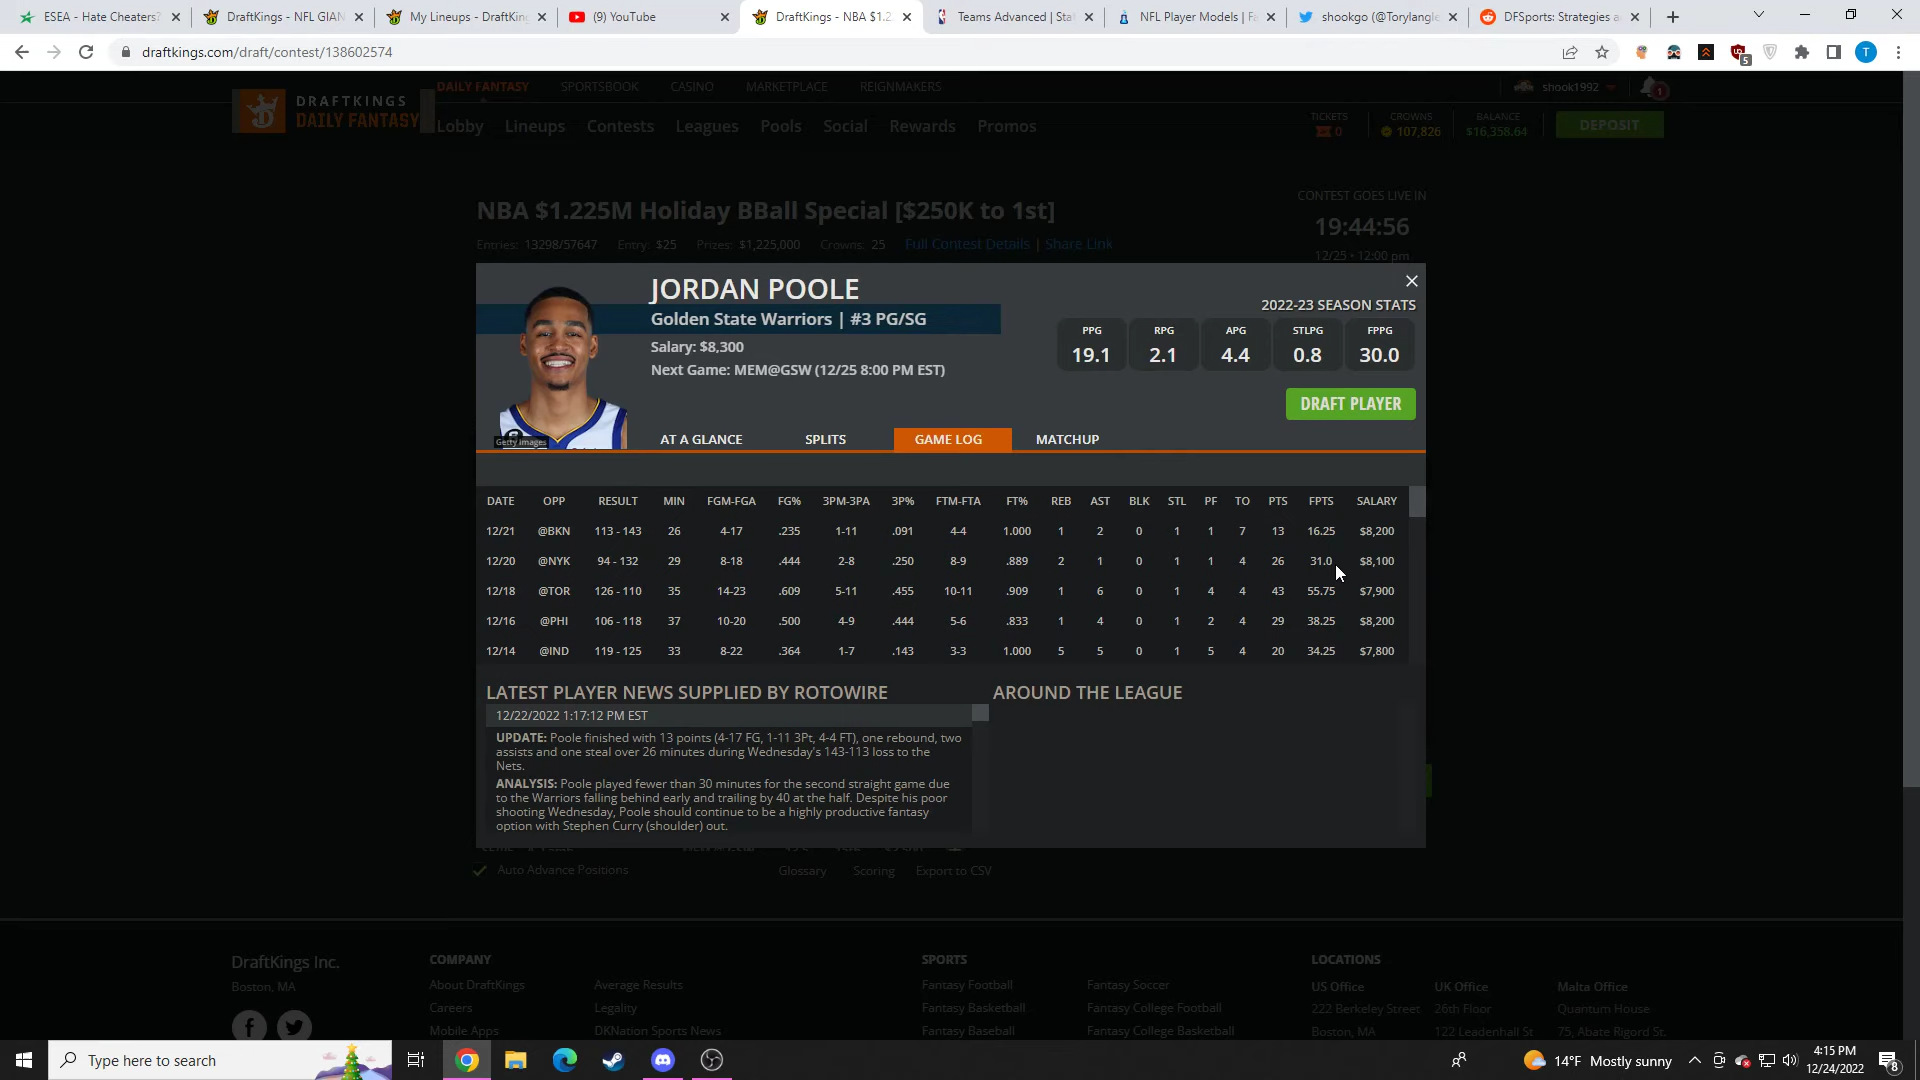 ESEA - Hate Cheaters?
DraftKings - NFL GIAN
My Lineups - DraftKing
(9) YouTube
DraftKings - NBA $1.2
Teams Advanced | Sta
NFL Player Models | Fa
shookgo (@Torylangle
DFSports: Strategies a
draftkings.com/draft/contest/138602574
5
T
DAILY FANTASY
SPORTSBOOK
CASINO
MARKETPLACE
REIGNMAKERS
shook1992
1
DRAFTKINGS
DAILY FANTASY
Lobby
Lineups
Contests
Leagues
Pools
Social
Rewards
Promos
TICKETS
0
CROWNS
107,826
BALANCE
$16,358.64
DEPOSIT
NBA $1.225M Holiday BBall Special [$250K to 1st]
CONTEST GOES LIVE IN
19:44:56
12/25 • 12:00 pm
Entries: 13298/57647 Entry: $25 Prizes: $1,225,000 Crowns: 25 Full Contest Details | Share Link
JORDAN POOLE
Golden State Warriors | #3 PG/SG
Salary: $8,300
Next Game: MEM@GSW (12/25 8:00 PM EST)
Getty Images
2022-23 SEASON STATS
PPG RPG APG STLPG FPPG
19.1 2.1 4.4 0.8 30.0
DRAFT PLAYER
AT A GLANCE SPLITS GAME LOG MATCHUP
DATE OPP RESULT MIN FGM-FGA FG% 3PM-3PA 3P% FTM-FTA FT% REB AST BLK STL PF TO PTS FPTS SALARY
12/21 @BKN 113 - 143 26 4-17 .235 1-11 .091 4-4 1.000 1 2 0 1 1 7 13 16.25 $8,200
12/20 @NYK 94 - 132 29 8-18 .444 2-8 .250 8-9 .889 2 1 0 1 1 4 26 31.0 $8,100
12/18 @TOR 126 - 110 35 14-23 .609 5-11 .455 10-11 .909 1 6 0 1 4 4 43 55.75 $7,900
12/16 @PHI 106 - 118 37 10-20 .500 4-9 .444 5-6 .833 1 4 0 1 2 4 29 38.25 $8,200
12/14 @IND 119 - 125 33 8-22 .364 1-7 .143 3-3 1.000 5 5 0 1 5 4 20 34.25 $7,800
LATEST PLAYER NEWS SUPPLIED BY ROTOWIRE
AROUND THE LEAGUE
12/22/2022 1:17:12 PM EST
UPDATE: Poole finished with 13 points (4-17 FG, 1-11 3Pt, 4-4 FT), one rebound, two
assists and one steal over 26 minutes during Wednesday's 143-113 loss to the
Nets.
ANALYSIS: Poole played fewer than 30 minutes for the second straight game due
to the Warriors falling behind early and trailing by 40 at the half. Despite his poor
shooting Wednesday, Poole should continue to be a highly productive fantasy
option with Stephen Curry (shoulder) out.
Auto Advance Positions
Glossary
Scoring
Export to CSV
DraftKings Inc.
Boston, MA
COMPANY
About DraftKings
Careers
Mobile Apps
Average Results
Legality
DKNation Sports News
SPORTS
Fantasy Football
Fantasy Basketball
Fantasy Baseball
Fantasy Soccer
Fantasy College Football
Fantasy College Basketball
LOCATIONS
US Office
222 Berkeley Street
Boston, MA
UK Office
26th Floor
122 Leadenhall St
Malta Office
Quantum House
75, Abate Rigord St.
Type here to search
14°F Mostly sunny
4:15 PM
12/24/2022
8